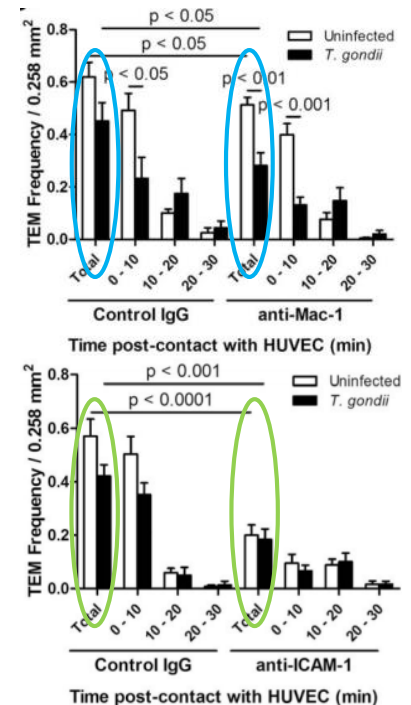 p < 0.05
p < 0.05
p < 0.05
p < 0.01
p < 0.001
Uninfected
T. gondii
TEM Frequency / 0.258 mm²
0.8
0.6
0.4
0.2
0.0
Total
0 - 10
10 - 20
20 - 30
Total
0 - 10
10 - 20
20 - 30
Control IgG
anti-Mac-1
Time post-contact with HUVEC (min)
p < 0.001
p < 0.0001
Uninfected
T. gondii
TEM Frequency / 0.258 mm²
0.8
0.6
0.4
0.2
0.0
Total
0 - 10
10 - 20
20 - 30
Total
0 - 10
10 - 20
20 - 30
Control IgG
anti-ICAM-1
Time post-contact with HUVEC (min)